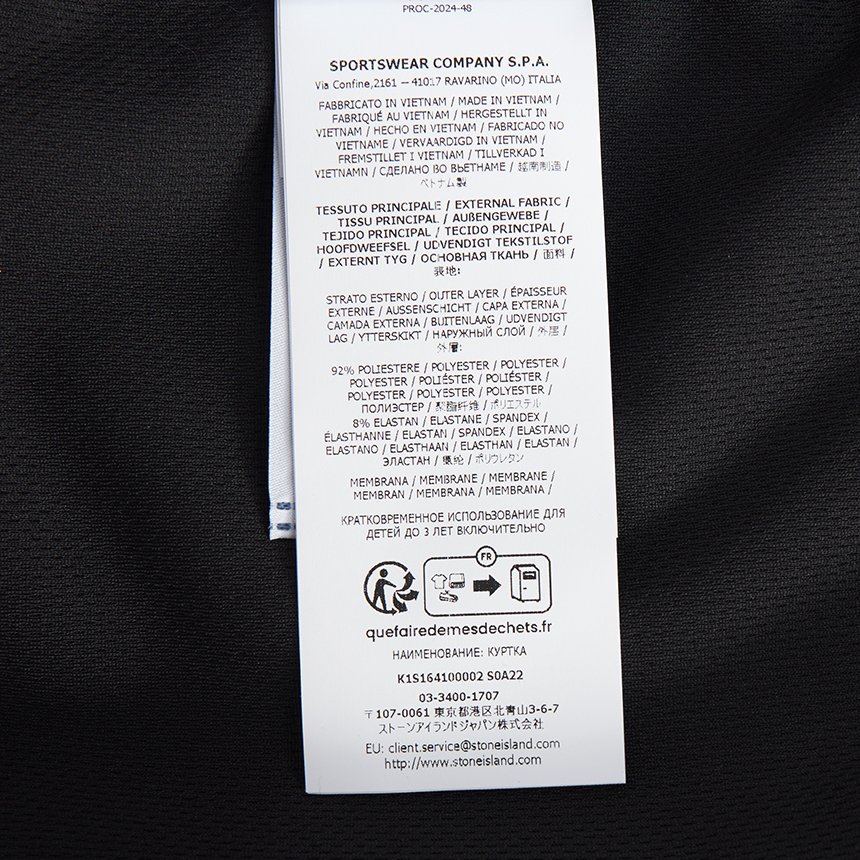 PROC-2024-48
SPORTSWEAR COMPANY S.P.A.
Via Confine,2161 – 41017 RAVARINO (MO) ITALIA
FABBRICATO IN VIETNAM / MADE IN VIETNAM /
FABRIQUÉ AU VIETNAM / HERGESTELLT IN
VIETNAM / HECHO EN VIETNAM / FABRICADO NO
VIETNAME / VERVAARDIGD IN VIETNAM /
FREMSTILLET I VIETNAM / TILLVERKAD I
VIETNAMN / СДЕЛАНО ВО ВЬЕТНАМЕ / 越南制造 /
ベトナム製
TESSUTO PRINCIPALE / EXTERNAL FABRIC /
TISSU PRINCIPAL / AUßENGEWEBE /
TEJIDO PRINCIPAL / TECIDO PRINCIPAL /
HOOFDWEEFSEL / UDVENDIGT TEKSTILSTOF
/ EXTERNT TYG / ОСНОВНАЯ ТКАНЬ / 面料 /
表地:
STRATO ESTERNO / OUTER LAYER / ÉPAISSEUR
EXTERNE / AUSSENSCHICHT / CAPA EXTERNA /
CAMADA EXTERNA / BUITENLAAG / UDVENDIGT
LAG / YTTERSKIKT / НАРУЖНЫЙ СЛОЙ / 外层 /
外層:
92% POLIESTERE / POLYESTER / POLYESTER /
POLYESTER / POLIÉSTER / POLIÉSTER /
POLYESTER / POLYESTER / POLYESTER /
ПОЛИЭСТЕР / 聚酯纤维 / ポリエステル
8% ELASTAN / ELASTANE / SPANDEX /
ÉLASTHANNE / ELASTAN / SPANDEX / ELASTANO /
ELASTANO / ELASTHAAN / ELASTHAN / ELASTAN /
ЭЛАСТАН / 氨纶 / ポリウレタン
MEMBRANA / MEMBRANE / MEMBRANE /
MEMBRAN / MEMBRANA / MEMBRANA /
КРАТКОВРЕМЕННОЕ ИСПОЛЬЗОВАНИЕ ДЛЯ
ДЕТЕЙ ДО 3 ЛЕТ ВКЛЮЧИТЕЛЬНО
FR
quefairedemesdechets.fr
НАИМЕНОВАНИЕ: КУРТКА
K1S164100002 S0A22
03-3400-1707
〒107-0061 東京都港区北青山3-6-7
ストーンアイランドジャパン株式会社
EU: client.service@stoneisland.com
http://www.stoneisland.com